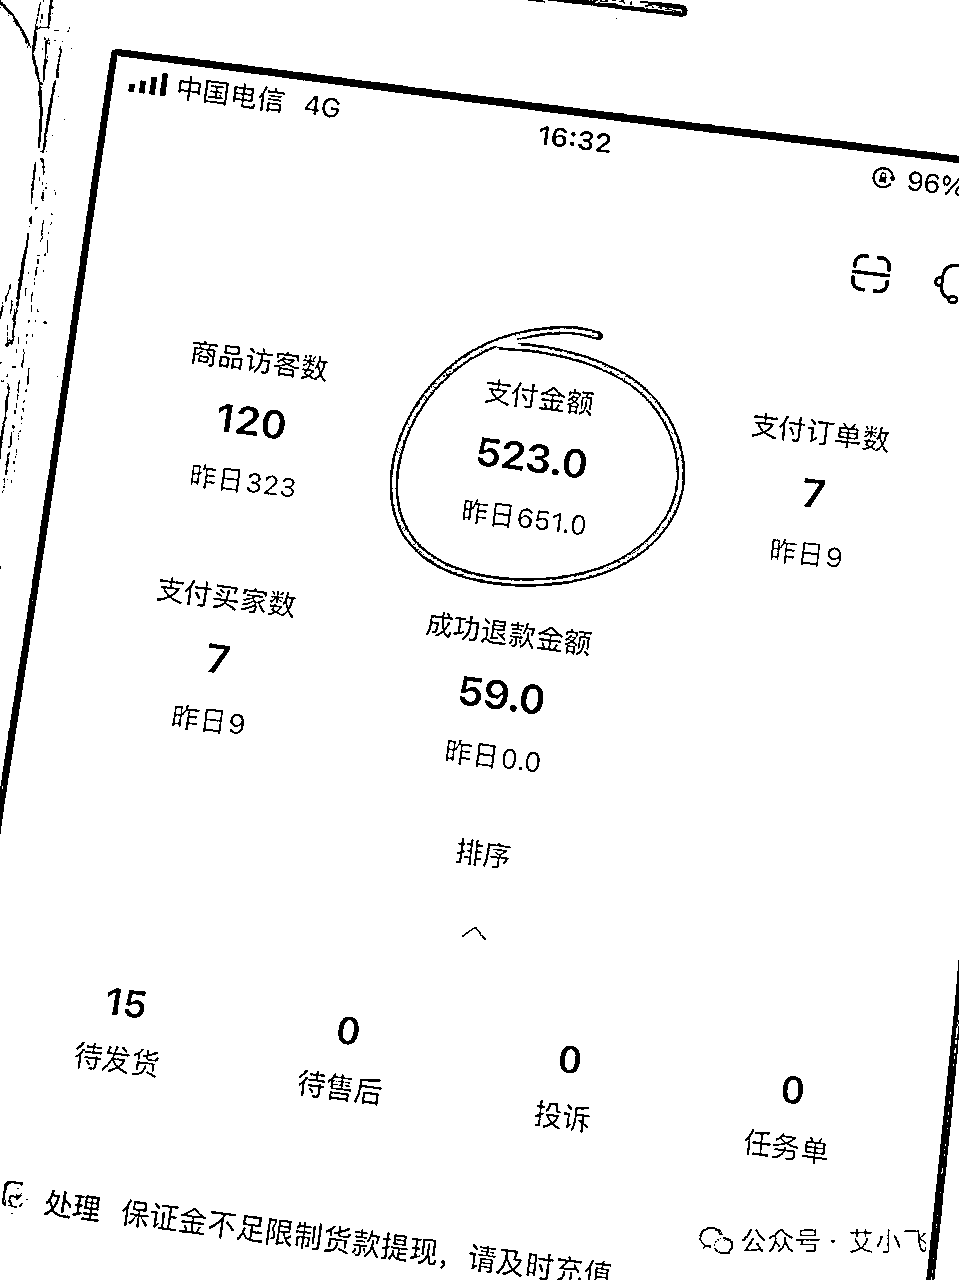 中国电信 4G
16:32
96%
商品访客数
120
昨日323
支付金额
523.0
昨日651.0
支付订单数
7
昨日9
支付买家数
7
昨日9
成功退款金额
59.0
昨日0.0
排序
15
待发货
0
待售后
0
投诉
0
任务单
处理 保证金不足限制货款提现，请及时充值
公众号·艾小飞